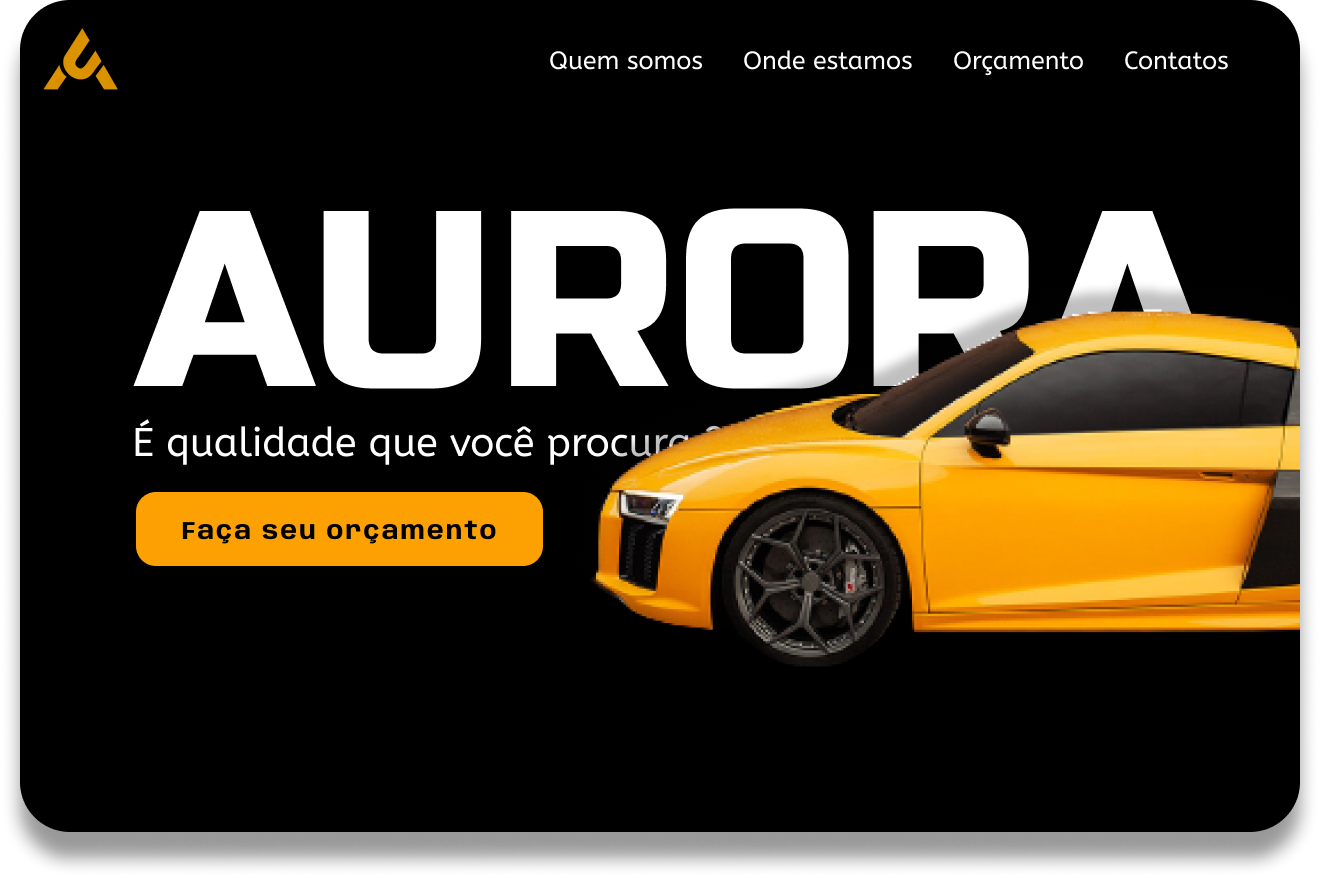 Quem somos Onde estamos Orçamento Contatos
AURORA
É qualidade que você procura ?
Faça seu orçamento